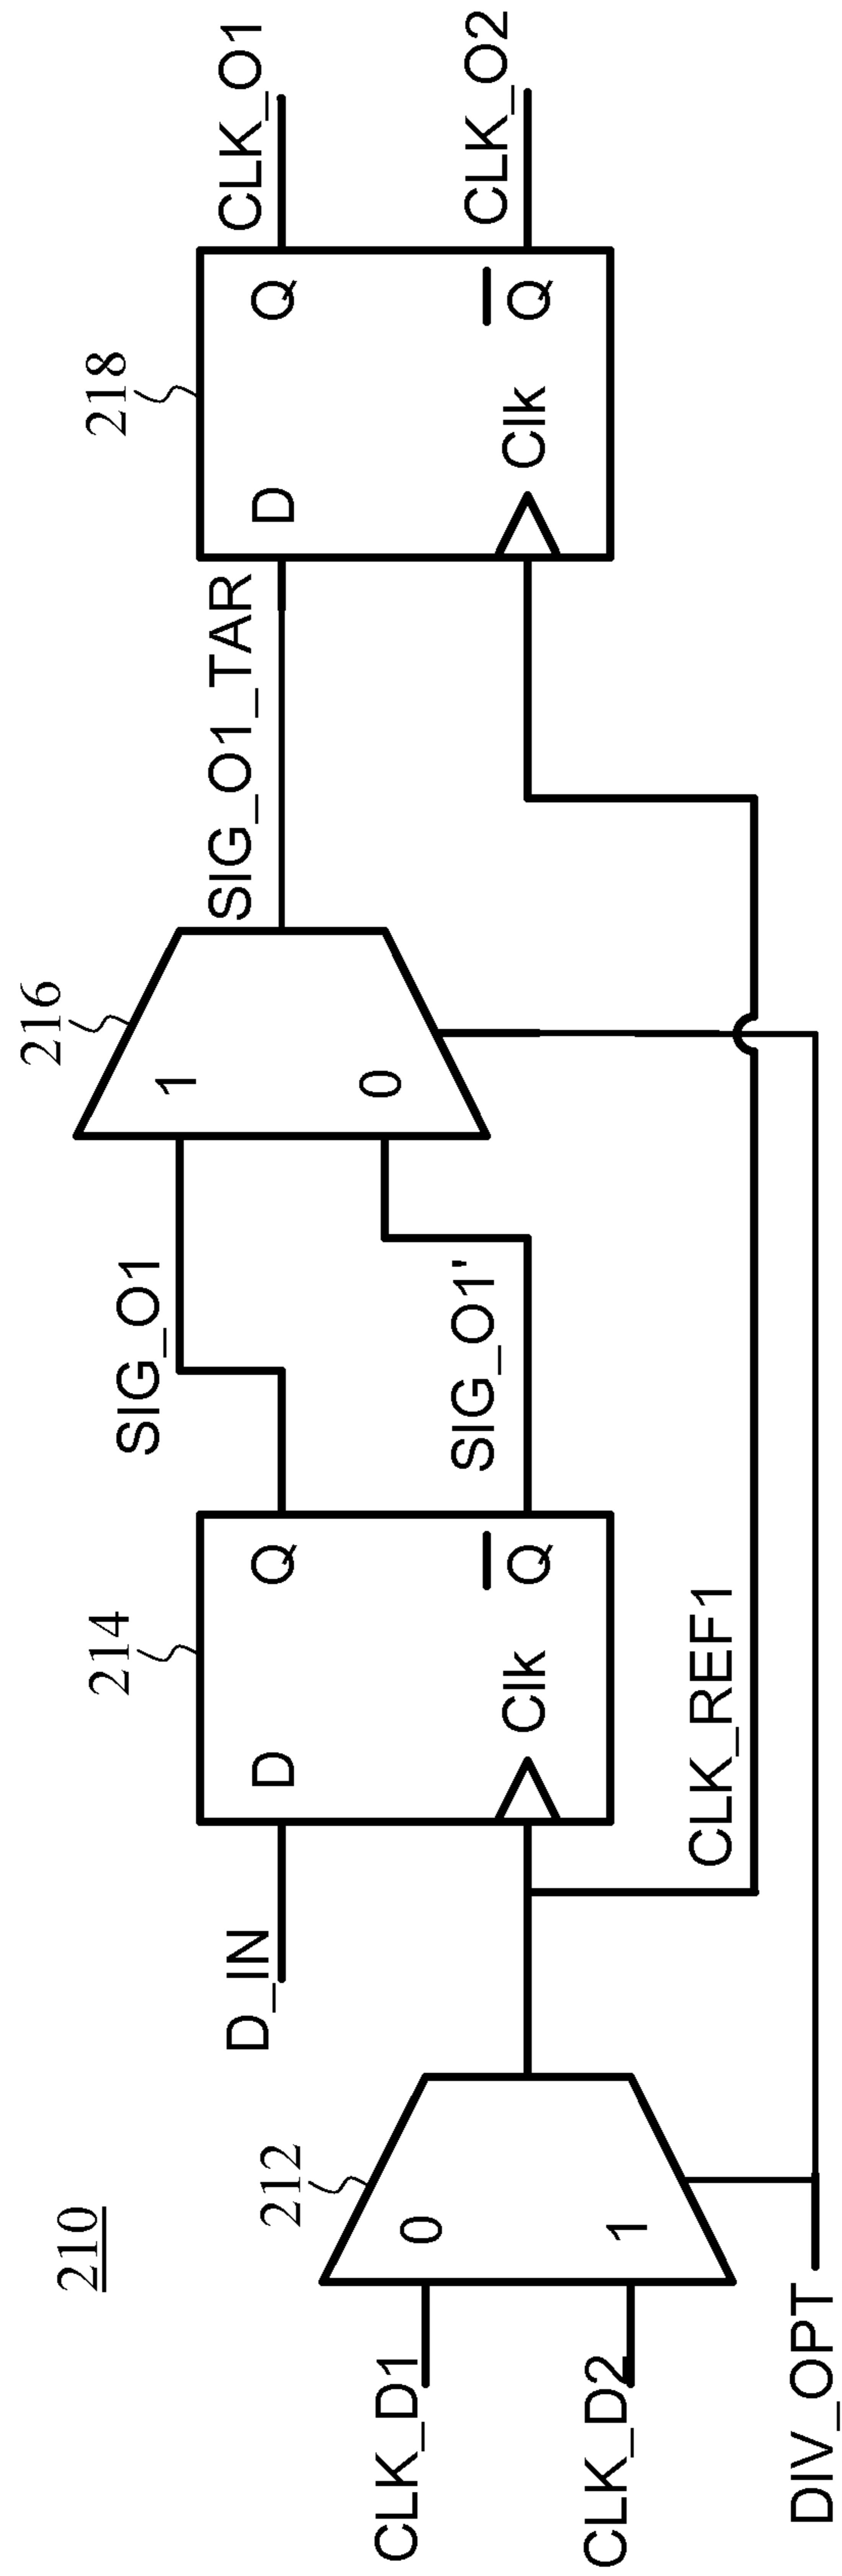 210
CLK_D1
CLK_D2
DIV_OPT
212
0
1
D_IN
214
D
Q
Clk
Q
CLK_REF1
SIG_O1
SIG_O1'
216
1
0
SIG_O1_TAR
218
D
Q
Clk
Q
CLK_O1
CLK_O2